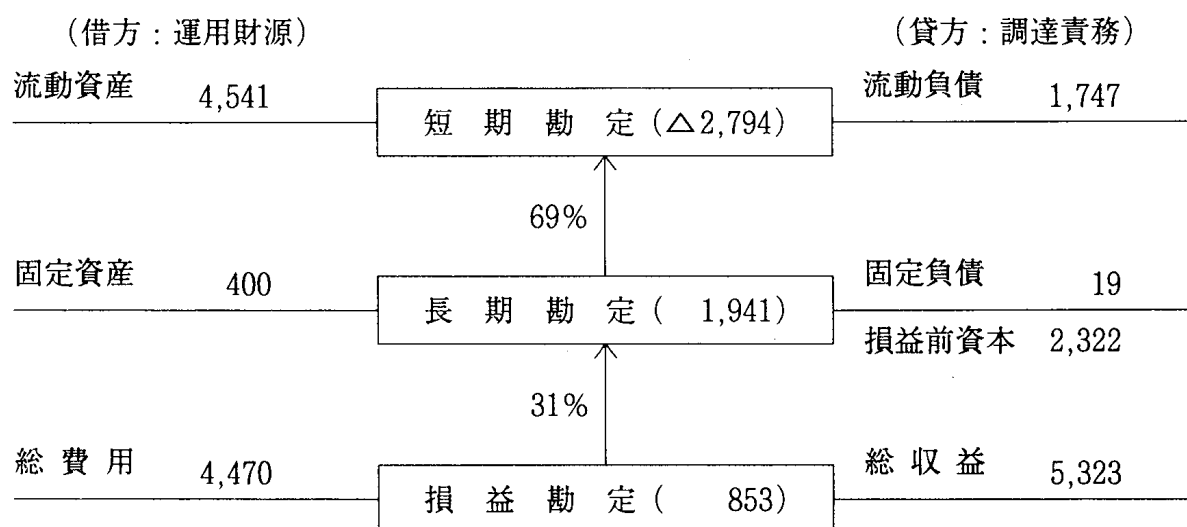 (借方：運用財源) (貸方：調達責務)
流動資産 4,541 流動負債 1,747
短期勘定(△2,794)
69%
固定資産 400 固定負債 19
長期勘定( 1,941)
損益前資本 2,322
31%
総費用 4,470 総収益 5,323
損益勘定( 853)